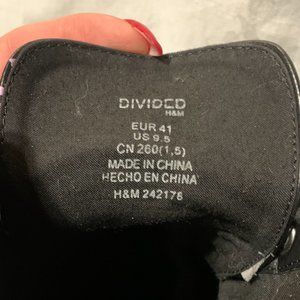 DIVIDED
H&M
EUR 41
US 9.5
CN 260(1,5)
MADE IN CHINA
HECHO EN CHINA
H&M 242176